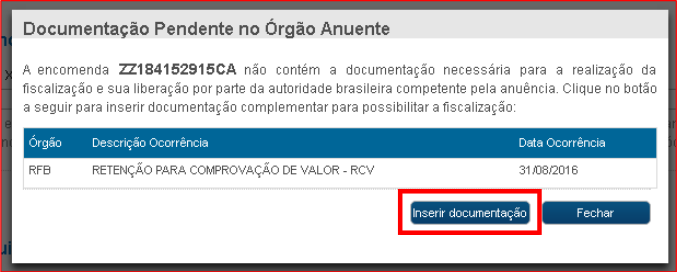 Documentação Pendente no Órgão Anuente
A encomenda ZZ184152915CA não contém a documentação necessária para a realização da
fiscalização e sua liberação por parte da autoridade brasileira competente pela anuência. Clique no botão
a seguir para inserir documentação complementar para possibilitar a fiscalização:
Órgão Descrição Ocorrência Data Ocorrência
RFB RETENÇÃO PARA COMPROVAÇÃO DE VALOR - RCV 31/08/2016
Inserir documentação Fechar